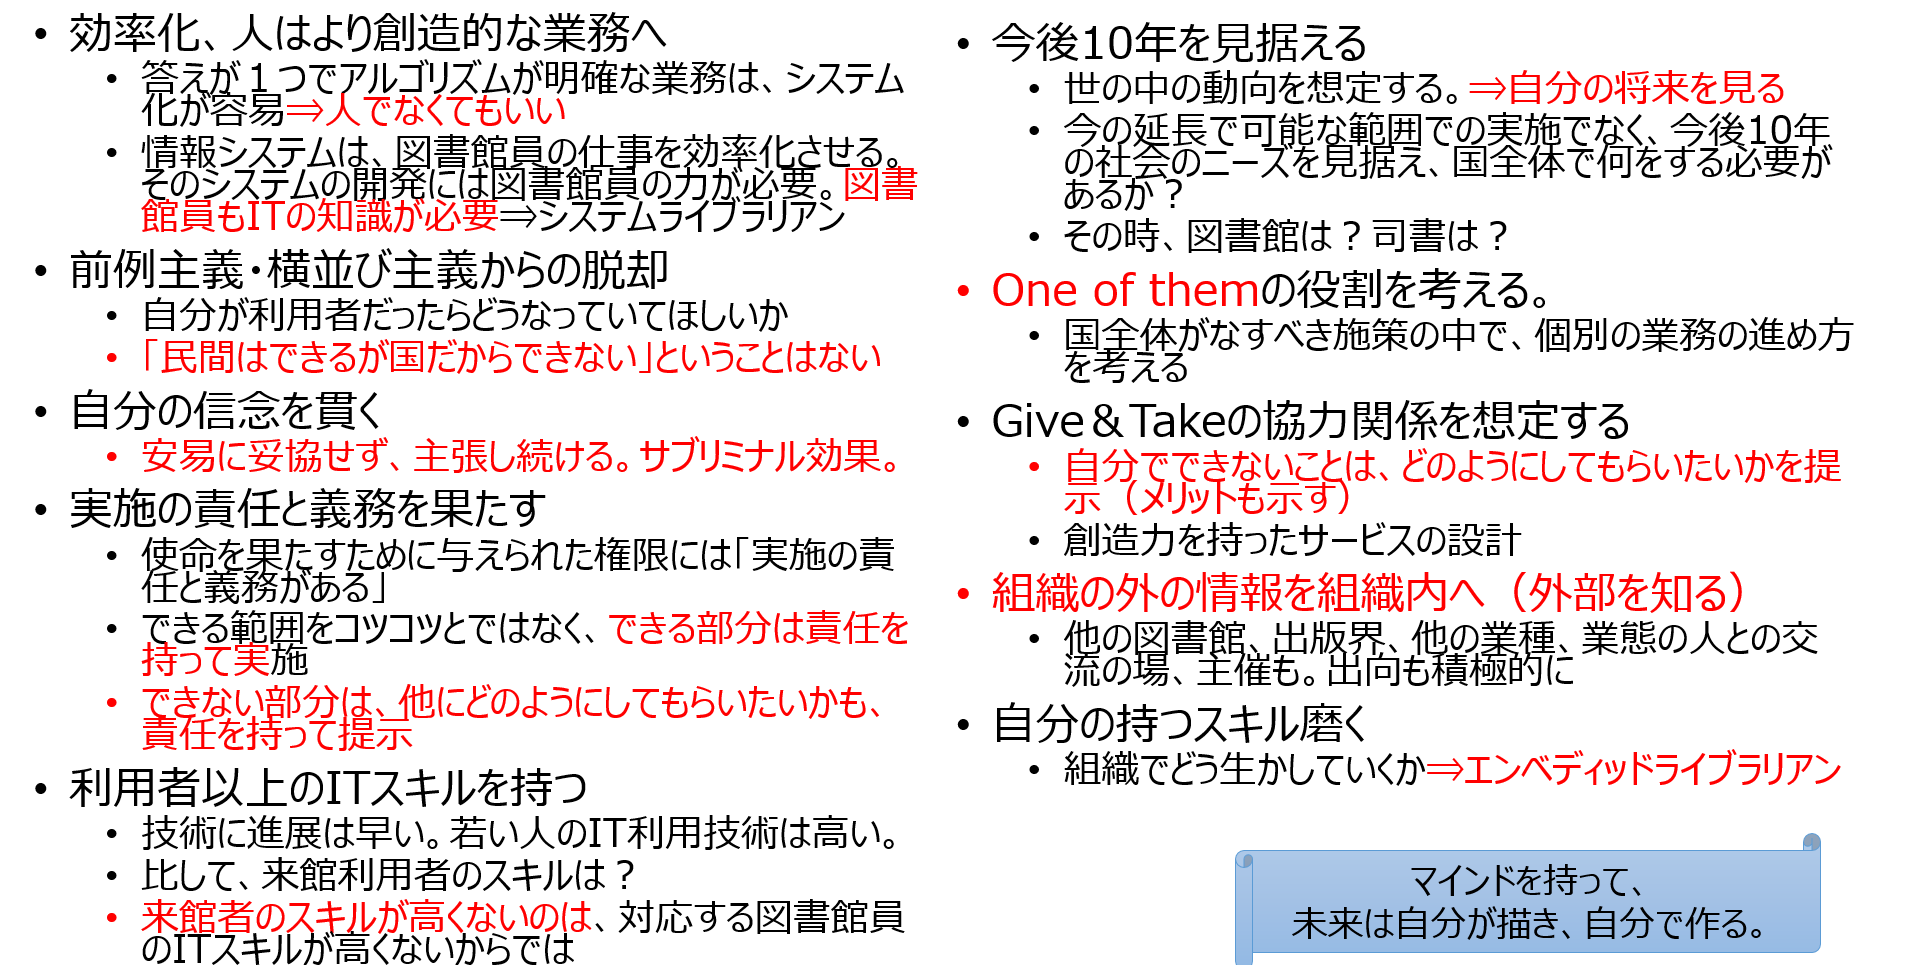 • 効率化、人はより創造的な業務へ
• 答えが１つでアルゴリズムが明確な業務は、システム
化が容易⇒人でなくてもいい
• 情報システムは、図書館員の仕事を効率化させる。
そのシステムの開発には図書館員の力が必要。図書
館員もITの知識が必要⇒システムライブラリアン
• 前例主義・横並び主義からの脱却
• 自分が利用者だったらどうなっていてほしいか
• 「民間はできるが国だからできない」ということはない
• 自分の信念を貫く
• 安易に妥協せず、主張し続ける。サブリミナル効果。
• 実施の責任と義務を果たす
• 使命を果たすために与えられた権限には「実施の責
任と義務がある」
• できる範囲をコツコツとではなく、できる部分は責任を
持って実施
• できない部分は、他にどのようにしてもらいたいかも、
責任を持って提示
• 利用者以上のITスキルを持つ
• 技術に進展は早い。若い人のIT利用技術は高い。
• 比して、来館利用者のスキルは？
• 来館者のスキルが高くないのは、対応する図書館員
のITスキルが高くないからでは
• 今後10年を見据える
• 世の中の動向を想定する。⇒自分の将来を見る
• 今の延長で可能な範囲での実施でなく、今後10年
の社会のニーズを見据え、国全体で何をする必要が
あるか？
• その時、図書館は？司書は？
• One of themの役割を考える。
• 国全体がなすべき施策の中で、個別の業務の進め方
を考える
• Give＆Takeの協力関係を想定する
• 自分でできないことは、どのようにしてもらいたいかを提
示（メリットも示す）
• 創造力を持ったサービスの設計
• 組織の外の情報を組織内へ（外部を知る）
• 他の図書館、出版界、他の業種、業態の人との交
流の場、主催も。出向も積極的に
• 自分の持つスキル磨く
• 組織でどう生かしていくか⇒エンベディッドライブラリアン
マインドを持って、
未来は自分が描き、自分で作る。